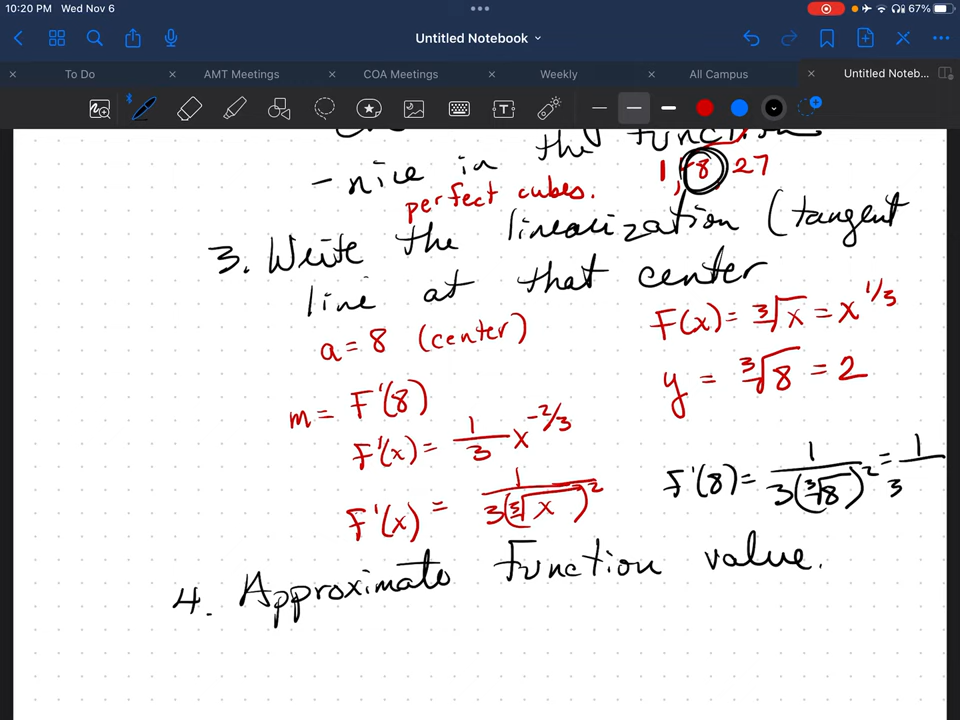 10:20 PM Wed Nov 6
67%
Untitled Notebook
To Do
AMT Meetings
COA Meetings
Weekly
All Campus
Untitled Noteb...
the function
- nice in the
1, 8, 27
perfect cubes.
3. Write the linearization (tangent
line at that center
a = 8 (center)
F(x) = ∛x = x^1/3
y = ∛8 = 2
m = F'(8)
F'(x) = 1/3 x^-2/3
F'(x) = 1/3(∛x)^2
F'(8) = 1/3(∛8)^2 = 1/3
4. Approximate Function value.